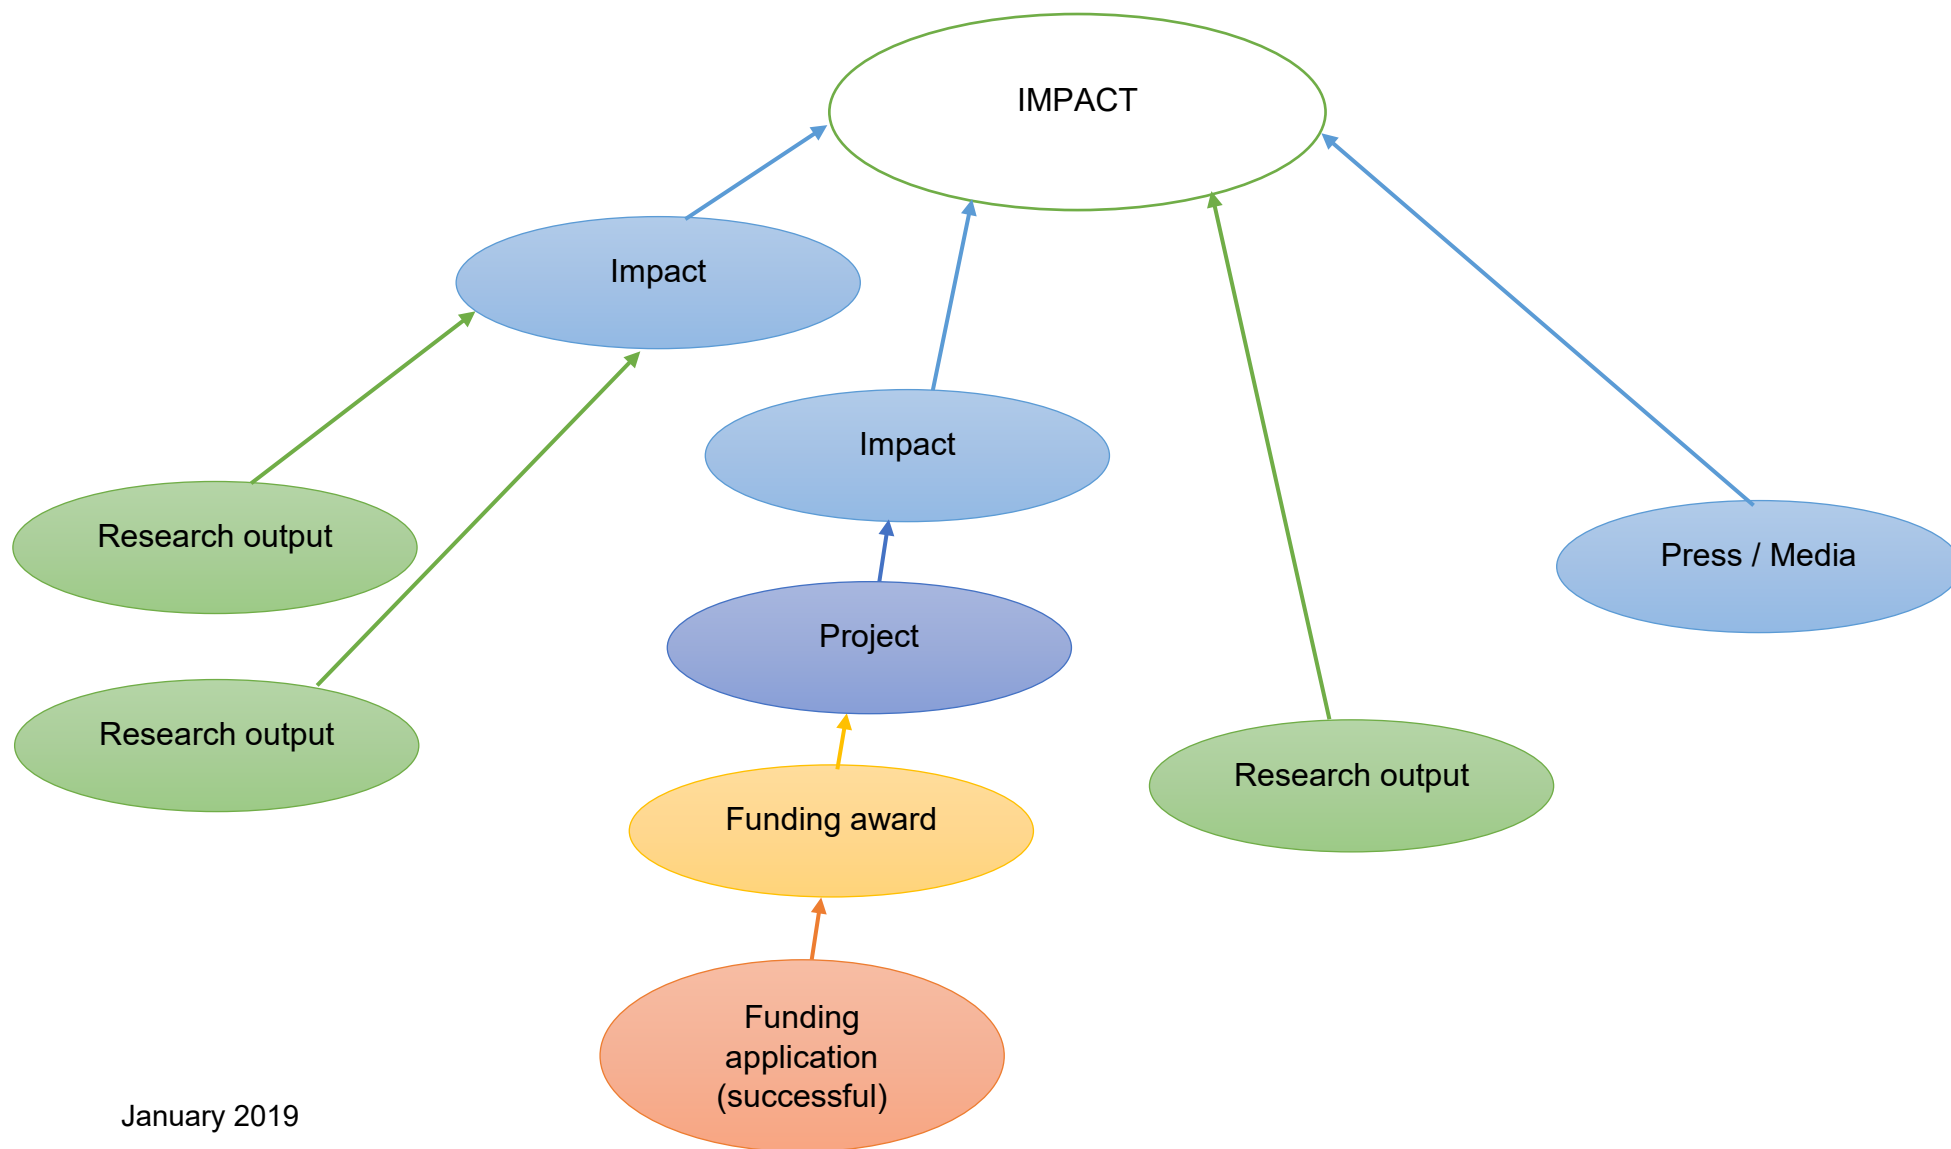 IMPACT
Impact
Impact
Research output
Press / Media
Project
Research output
Research output
Funding award
Funding
application
(successful)
January 2019